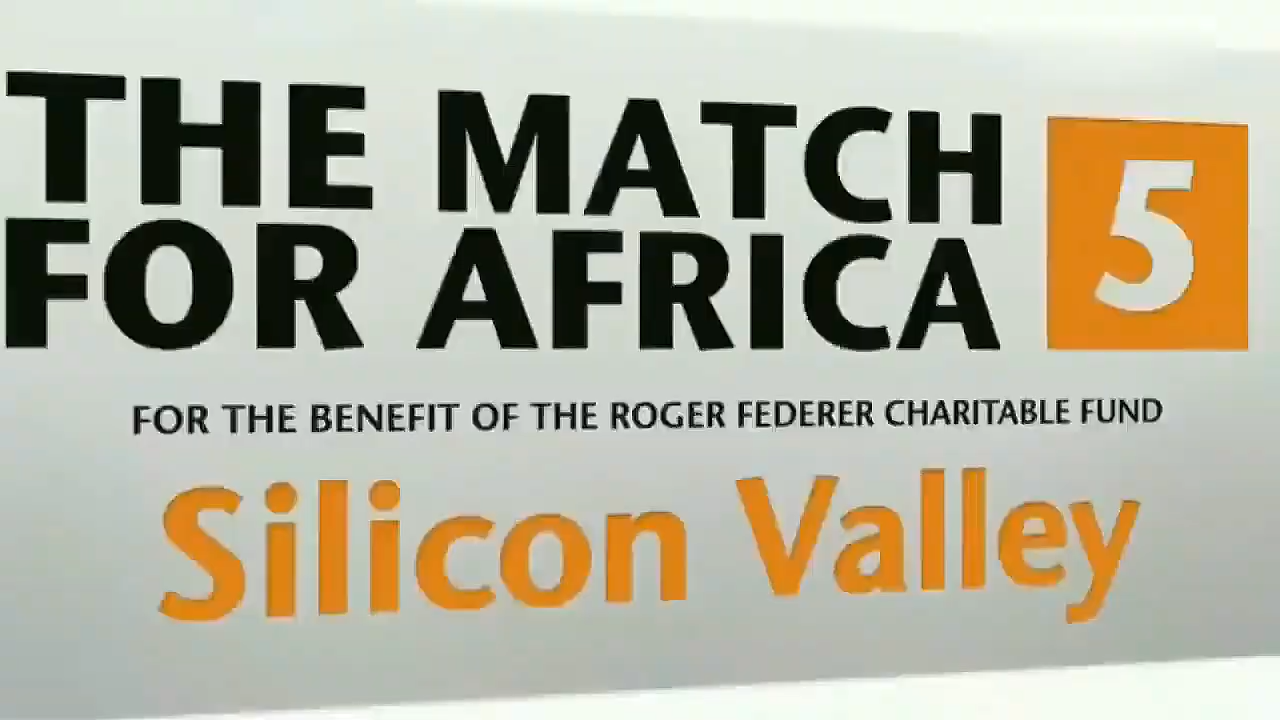 THE MATCH
FOR AFRICA 5
FOR THE BENEFIT OF THE ROGER FEDERER CHARITABLE FUND
Silicon Valley